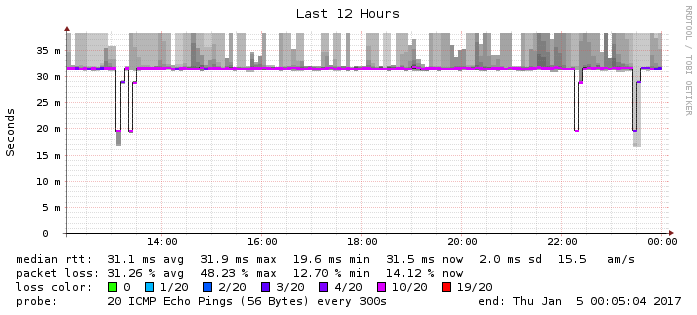 Last 12 Hours
RRDTOOL / TOBI OETIKER
Seconds
35 m
30 m
25 m
20 m
15 m
10 m
5 m
0
14:00 16:00 18:00 20:00 22:00 00:00
median rtt: 31.1 ms avg 31.9 ms max 19.6 ms min 31.5 ms now 2.0 ms sd 15.5 am/s
packet loss: 31.26 % avg 48.23 % max 12.70 % min 14.12 % now
loss color: 0 1/20 2/20 3/20 4/20 10/20 19/20
probe: 20 ICMP Echo Pings (56 Bytes) every 300s end: Thu Jan 5 00:05:04 2017